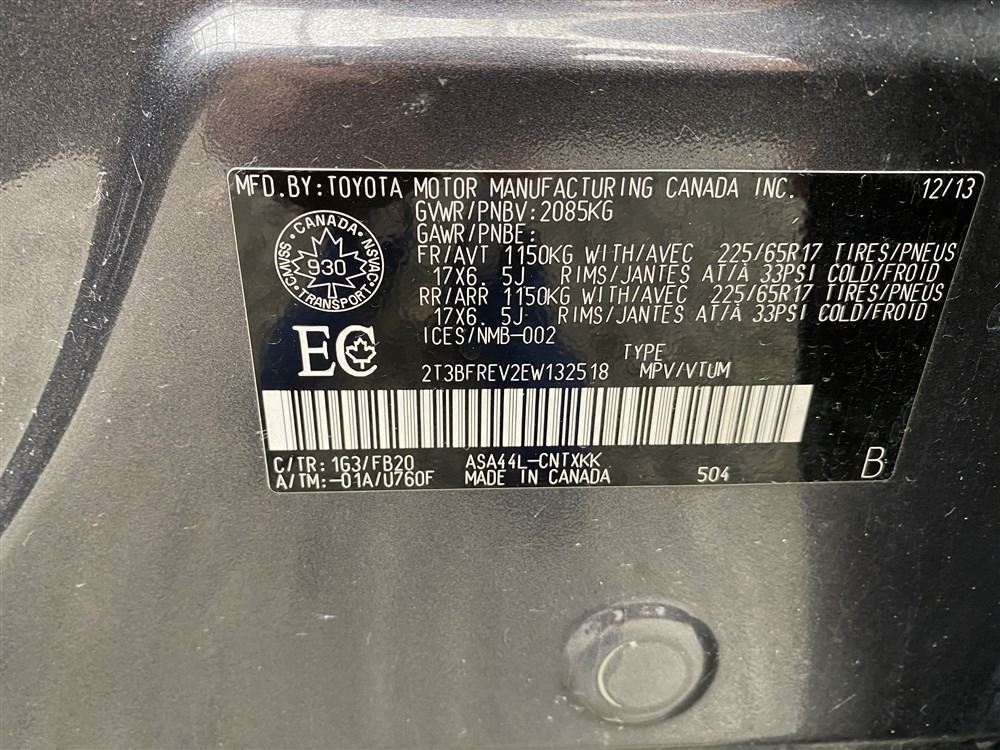 MFD.BY:TOYOTA MOTOR MANUFACTURING CANADA INC. 12/13
GVWR/PNBV:2085KG
GAWR/PNBE:
FR/AVT 1150KG WITH/AVEC 225/65R17 TIRES/PNEUS
17X6.5J RIMS/JANTES AT/À 33PSI COLD/FROID
RR/ARR 1150KG WITH/AVEC 225/65R17 TIRES/PNEUS
17X6.5J RIMS/JANTES AT/À 33PSI COLD/FROID
ICES/NMB-002
CANADA
CMVSS 930 NSVAC
TRANSPORT
EC
TYPE
2T3BFREV2EW132518 MPV/VTUM
C/TR: 1G3/FB20 ASA44L-CNTXKK B
A/TM:-01A/U760F MADE IN CANADA 504